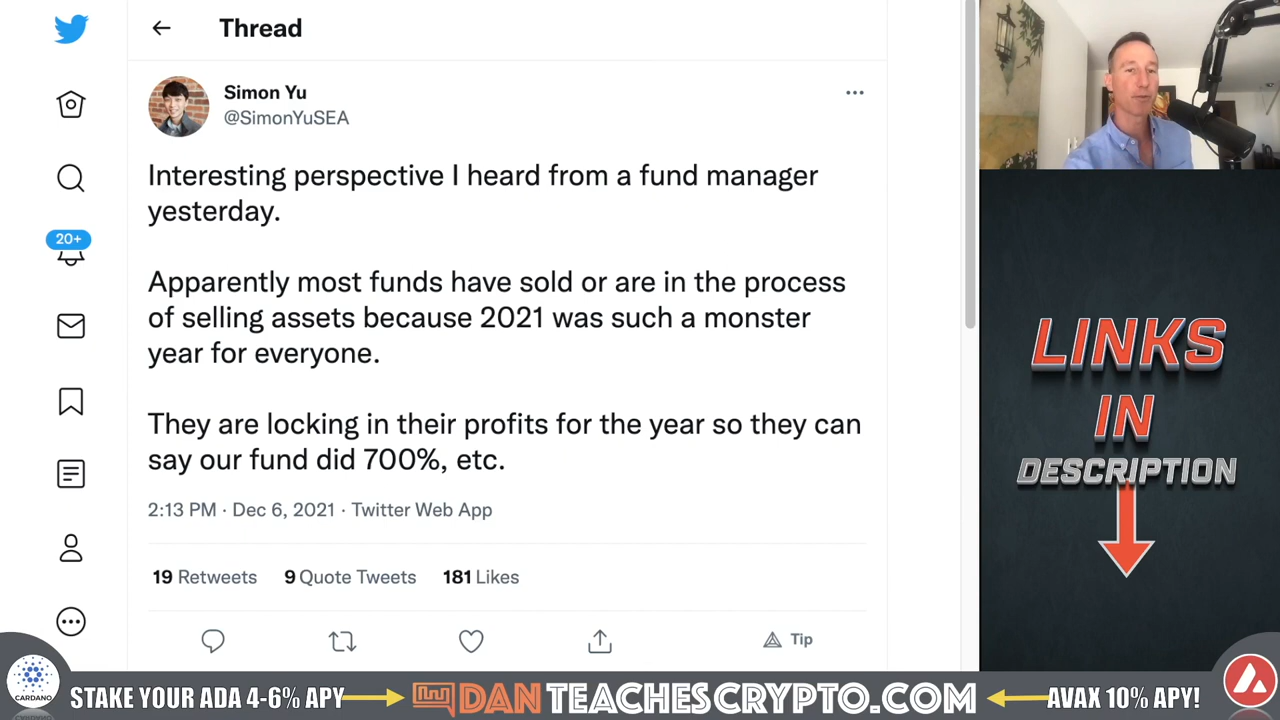 Thread
Simon Yu
@SimonYuSEA
Interesting perspective I heard from a fund manager
yesterday.
Apparently most funds have sold or are in the process
of selling assets because 2021 was such a monster
year for everyone.
They are locking in their profits for the year so they can
say our fund did 700%, etc.
2:13 PM · Dec 6, 2021 · Twitter Web App
19 Retweets 9 Quote Tweets 181 Likes
Tip
20+
LINKS
IN
DESCRIPTION
CARDANO
STAKE YOUR ADA 4-6% APY
DANTEACHESCRYPTO.COM
AVAX 10% APY!